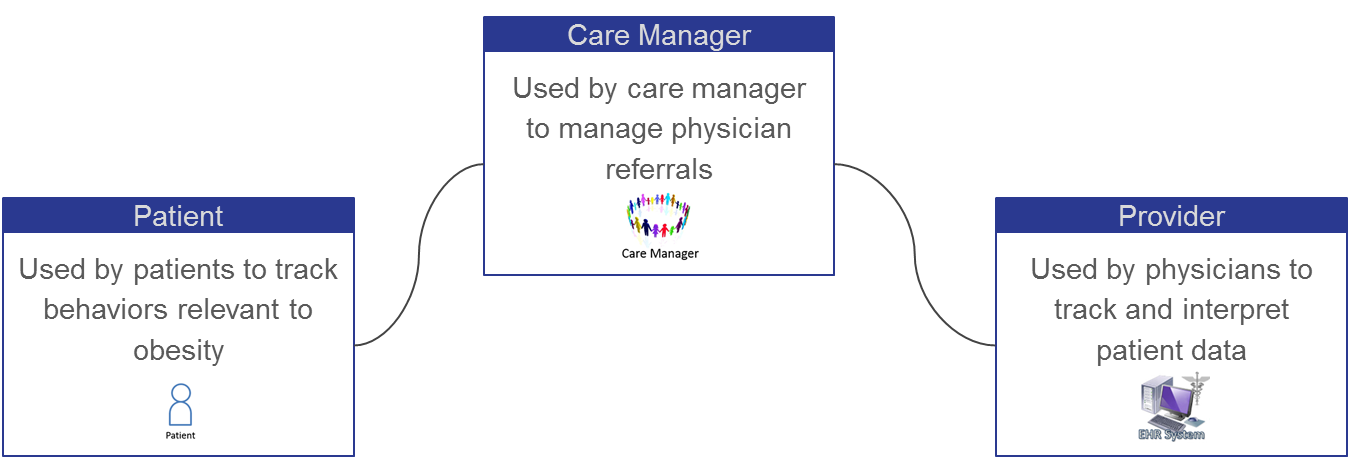 Care Manager
Used by care manager
to manage physician
referrals
Care Manager
Patient
Used by patients to track
behaviors relevant to
obesity
Patient
Provider
Used by physicians to
track and interpret
patient data
EHR System